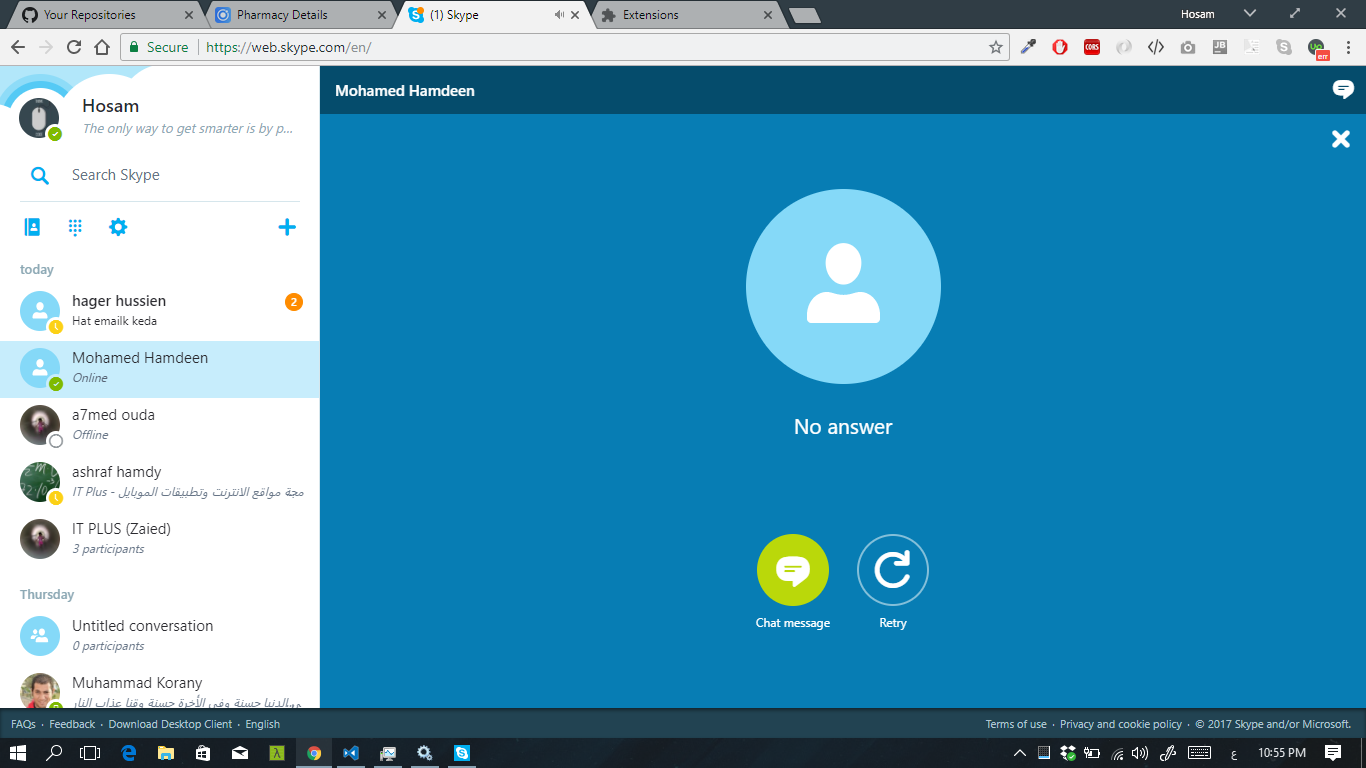 Your Repositories
Pharmacy Details
(1) Skype
Extensions
Hosam
Secure
https://web.skype.com/en/
CORS
JB
Up
err
Hosam
The only way to get smarter is by p...
Search Skype
today
hager hussien
2
Hat emailk keda
Mohamed Hamdeen
Online
a7med ouda
Offline
ashraf hamdy
IT Plus - مجة مواقع الانترنت وتطبيقات الموبايل
IT PLUS (Zaied)
3 participants
Thursday
Untitled conversation
0 participants
Muhammad Korany
الدنيا حسنة وفي الأخرة حسنة وقنا عذاب النار
Mohamed Hamdeen
No answer
Chat message
Retry
FAQs · Feedback · Download Desktop Client · English
Terms of use · Privacy and cookie policy · © 2017 Skype and/or Microsoft.
ع
10:55 PM